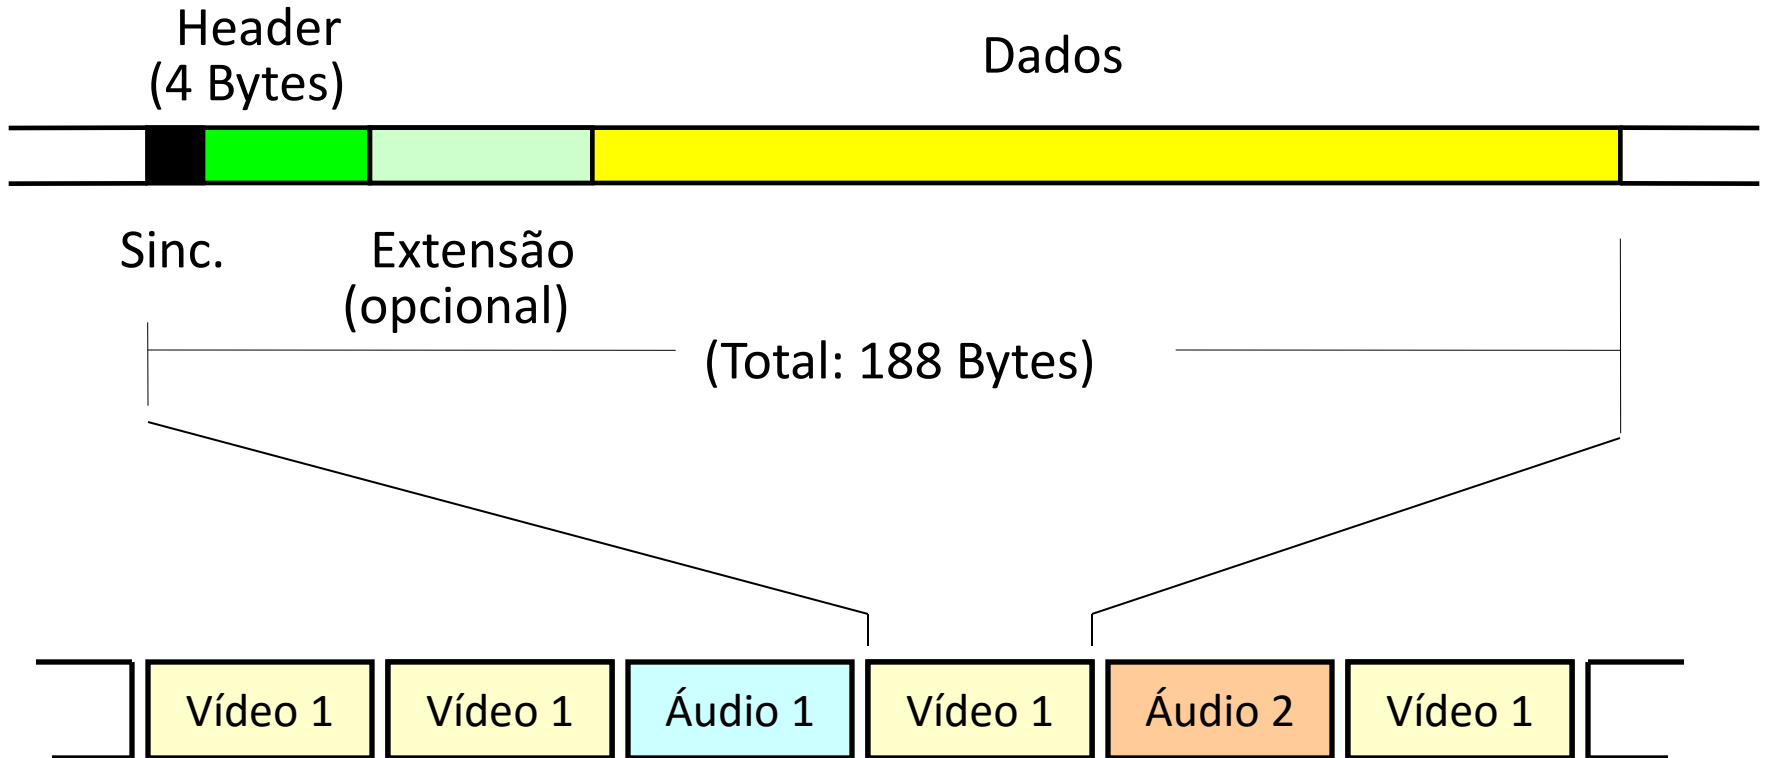 Header
(4 Bytes)
Dados
Sinc.
Extensão
(opcional)
(Total: 188 Bytes)
Vídeo 1
Vídeo 1
Áudio 1
Vídeo 1
Áudio 2
Vídeo 1